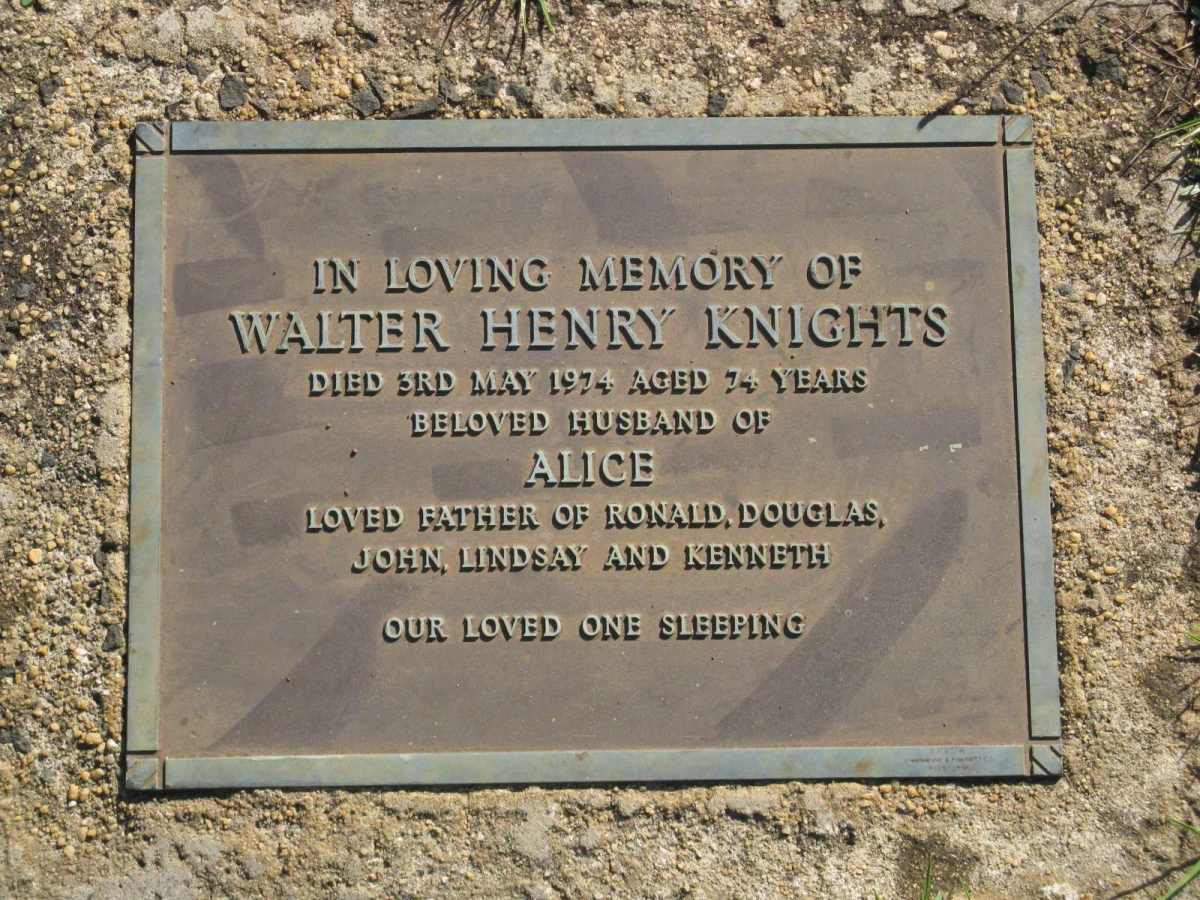 IN LOVING MEMORY OF
WALTER HENRY KNIGHTS
DIED 3RD MAY 1974 AGED 74 YEARS
BELOVED HUSBAND OF
ALICE
LOVED FATHER OF RONALD, DOUGLAS,
JOHN, LINDSAY AND KENNETH
OUR LOVED ONE SLEEPING